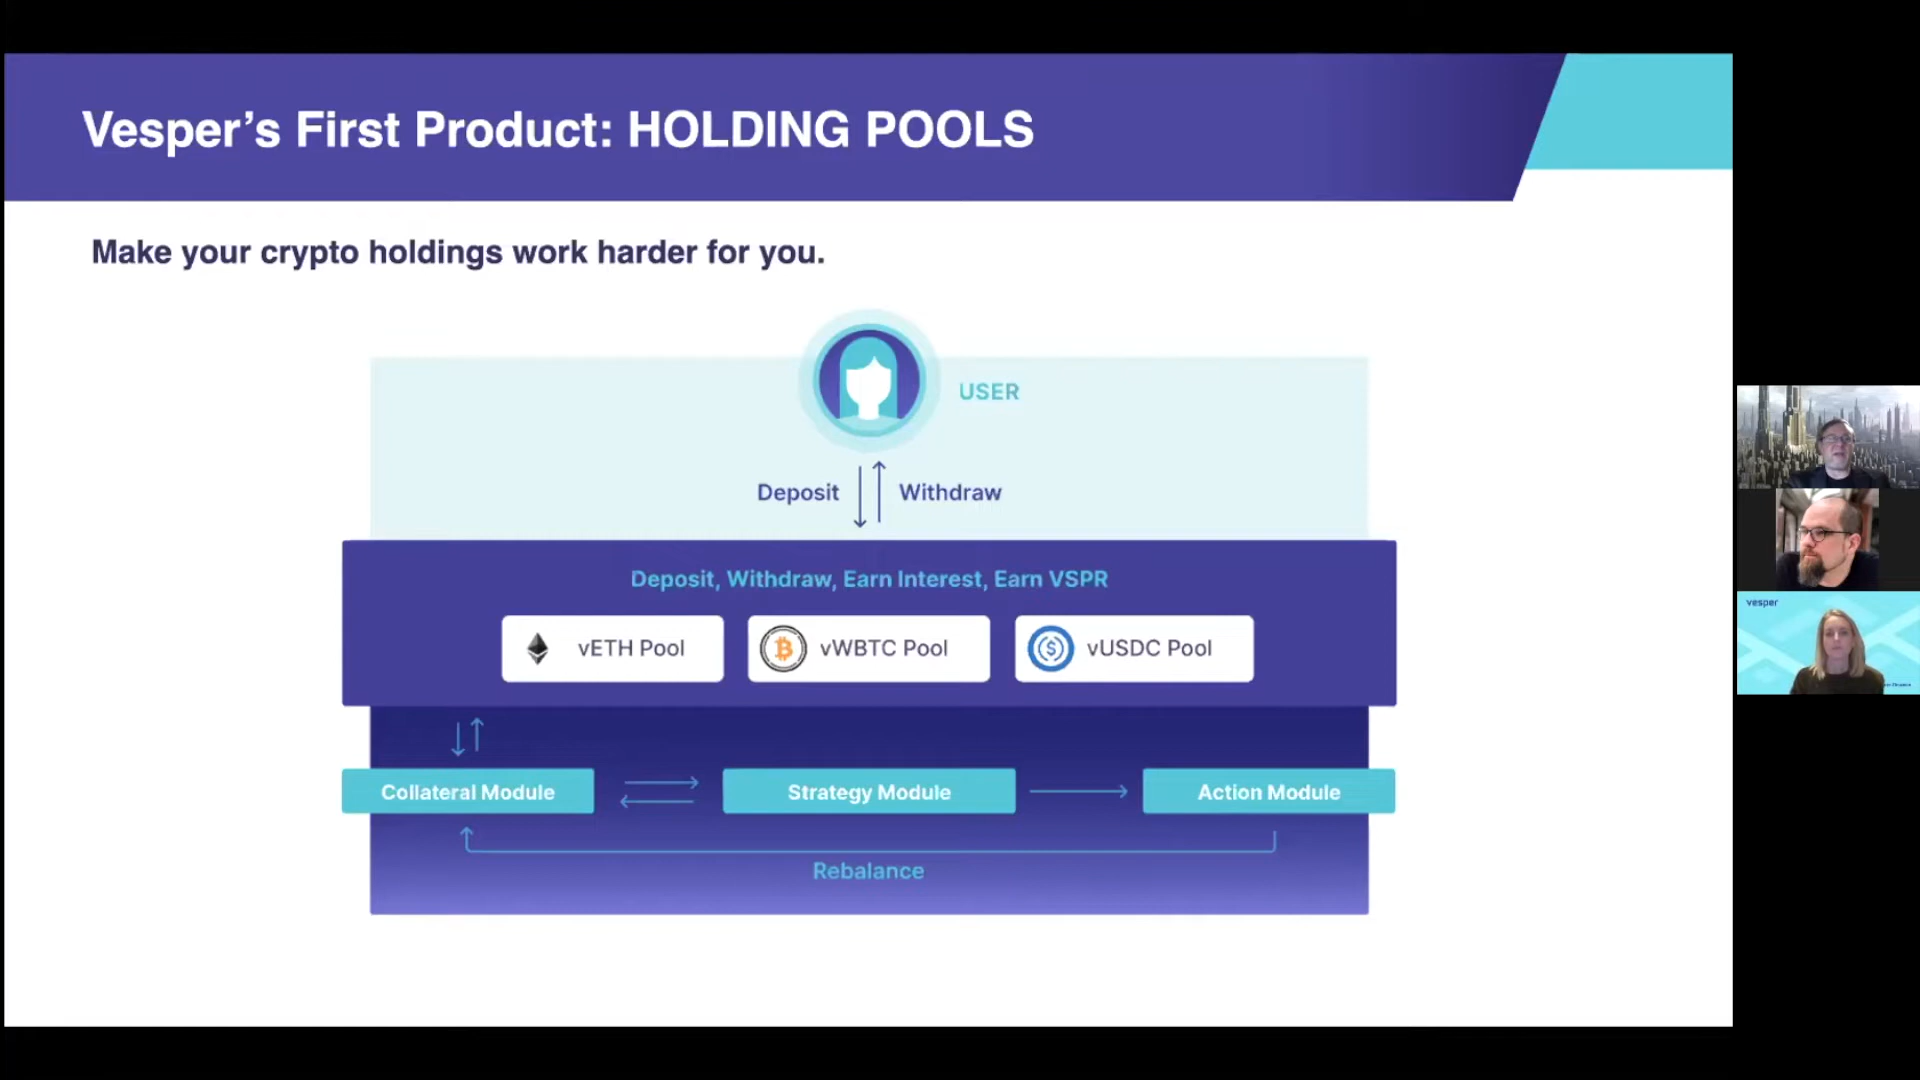 Vesper’s First Product: HOLDING POOLS
Make your crypto holdings work harder for you.
USER
Deposit
Withdraw
Deposit, Withdraw, Earn Interest, Earn VSPR
vETH Pool
vWBTC Pool
vUSDC Pool
Collateral Module
Strategy Module
Action Module
Rebalance
vesper